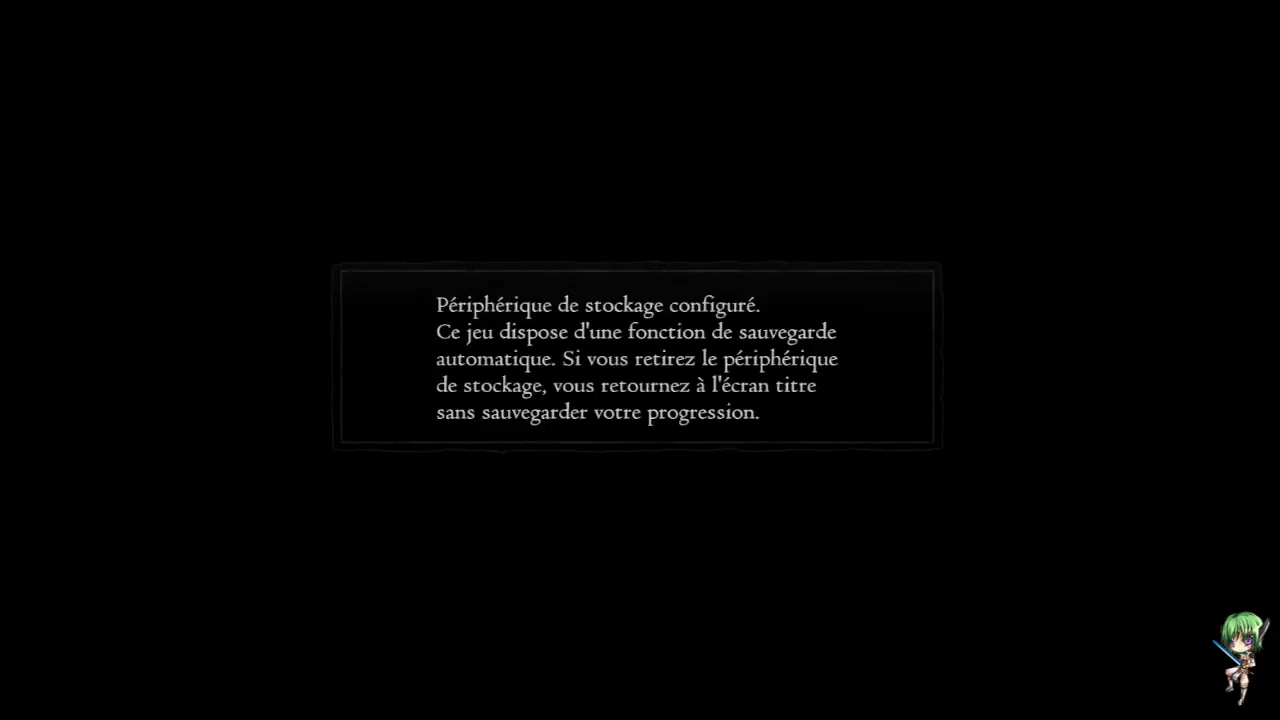 Périphérique de stockage configuré.
Ce jeu dispose d'une fonction de sauvegarde
automatique. Si vous retirez le périphérique
de stockage, vous retournez à l'écran titre
sans sauvegarder votre progression.